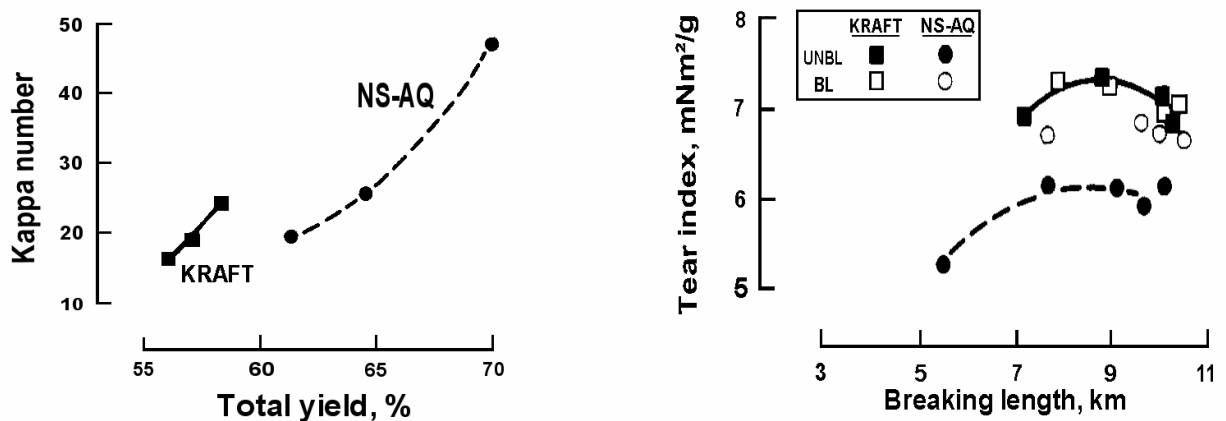 50
40
30
20
10
Kappa number
NS-AQ
KRAFT
55 60 65 70
Total yield, %
KRAFT NS-AQ
UNBL
BL
8
7
6
5
Tear index, mNm²/g
3 5 7 9 11
Breaking length, km